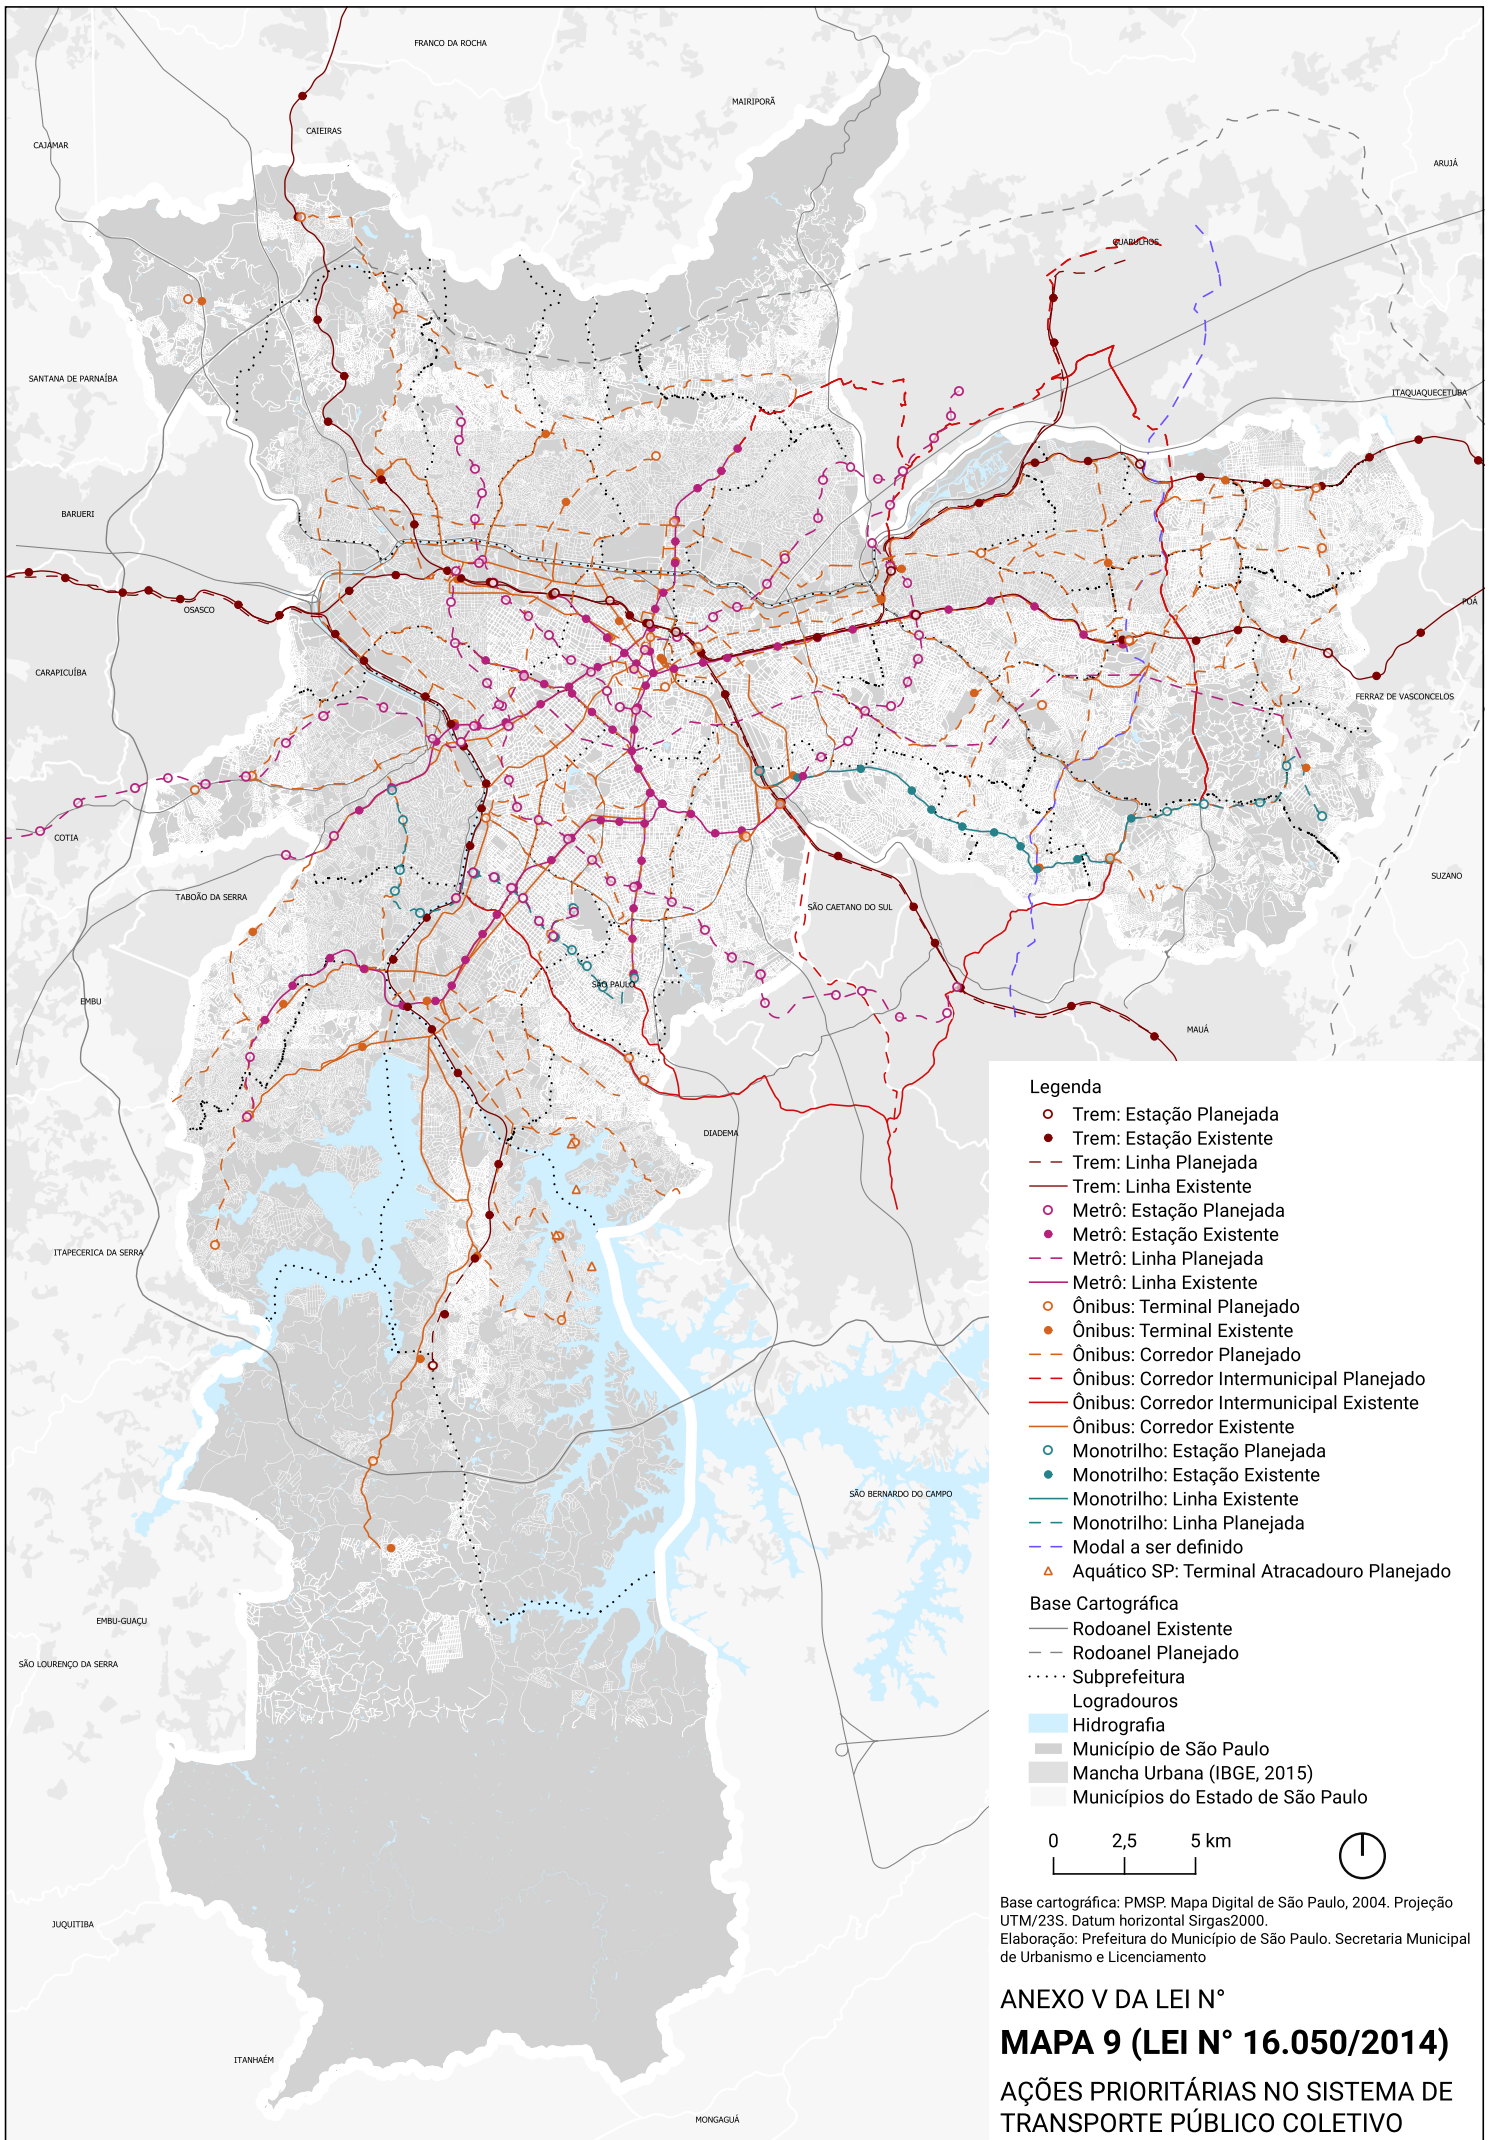 FRANCO DA ROCHA
MAIRIPORÃ
CAIEIRAS
CAJAMAR
ARUJÁ
GUARULHOS
SANTANA DE PARNAÍBA
ITAQUAQUECETUBA
BARUERI
OSASCO
POÁ
CARAPICUÍBA
FERRAZ DE VASCONCELOS
COTIA
SUZANO
TABOÃO DA SERRA
SÃO CAETANO DO SUL
SÃO PAULO
EMBU
MAUÁ
DIADEMA
ITAPECERICA DA SERRA
SÃO BERNARDO DO CAMPO
EMBU-GUAÇU
SÃO LOURENÇO DA SERRA
JUQUITIBA
ITANHAÉM
MONGAGUÁ
Legenda
Trem: Estação Planejada
Trem: Estação Existente
Trem: Linha Planejada
Trem: Linha Existente
Metrô: Estação Planejada
Metrô: Estação Existente
Metrô: Linha Planejada
Metrô: Linha Existente
Ônibus: Terminal Planejado
Ônibus: Terminal Existente
Ônibus: Corredor Planejado
Ônibus: Corredor Intermunicipal Planejado
Ônibus: Corredor Intermunicipal Existente
Ônibus: Corredor Existente
Monotrilho: Estação Planejada
Monotrilho: Estação Existente
Monotrilho: Linha Existente
Monotrilho: Linha Planejada
Modal a ser definido
Aquático SP: Terminal Atracadouro Planejado
Base Cartográfica
Rodoanel Existente
Rodoanel Planejado
Subprefeitura
Logradouros
Hidrografia
Município de São Paulo
Mancha Urbana (IBGE, 2015)
Municípios do Estado de São Paulo
0 2,5 5 km
Base cartográfica: PMSP. Mapa Digital de São Paulo, 2004. Projeção
UTM/23S. Datum horizontal Sirgas2000.
Elaboração: Prefeitura do Município de São Paulo. Secretaria Municipal
de Urbanismo e Licenciamento
ANEXO V DA LEI N°
MAPA 9 (LEI N° 16.050/2014)
AÇÕES PRIORITÁRIAS NO SISTEMA DE
TRANSPORTE PÚBLICO COLETIVO